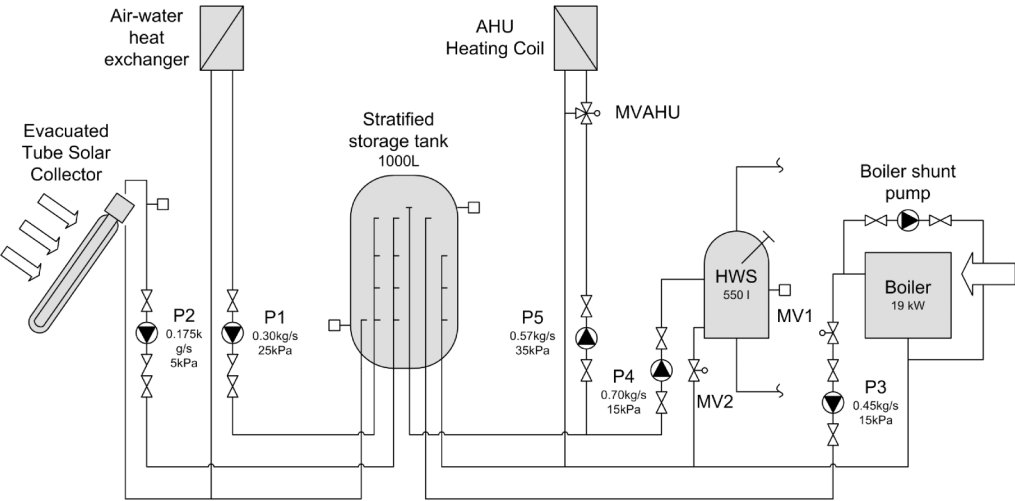 Air-water
heat
exchanger
AHU
Heating Coil
MVAHU
Evacuated
Tube Solar
Collector
Stratified
storage tank
1000L
Boiler shunt
pump
HWS
550 l
Boiler
19 kW
MV1
P2
0.175k
g/s
5kPa
P1
0.30kg/s
25kPa
P5
0.57kg/s
35kPa
P4
0.70kg/s
15kPa
MV2
P3
0.45kg/s
15kPa